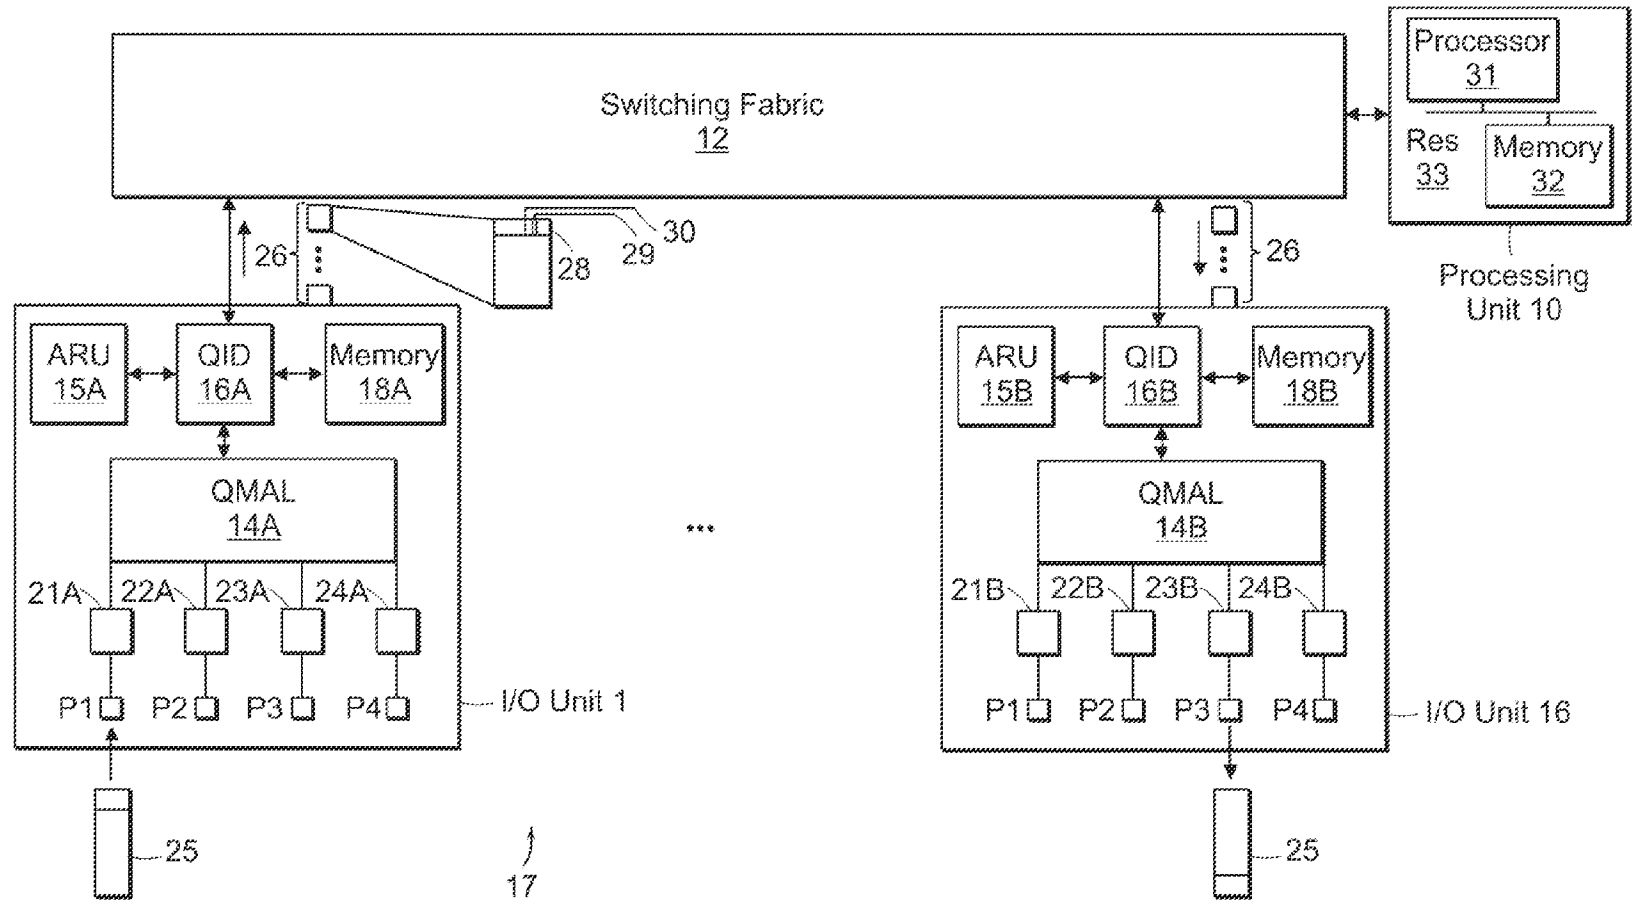 Switching Fabric
12
Processor
31
Res
33
Memory
32
Processing
Unit 10
26
30
29
28
26
ARU
15A
QID
16A
Memory
18A
QMAL
14A
21A
22A
23A
24A
P1
P2
P3
P4
I/O Unit 1
25
...
17
ARU
15B
QID
16B
Memory
18B
QMAL
14B
21B
22B
23B
24B
P1
P2
P3
P4
I/O Unit 16
25